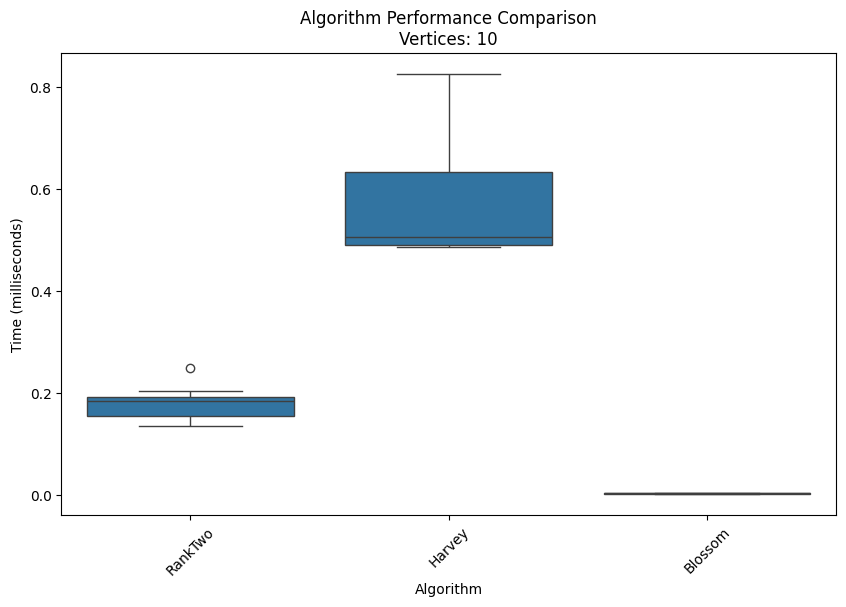 Algorithm Performance Comparison
Vertices: 10
Time (milliseconds)
0.8
0.6
0.4
0.2
0.0
RankTwo
Harvey
Blossom
Algorithm